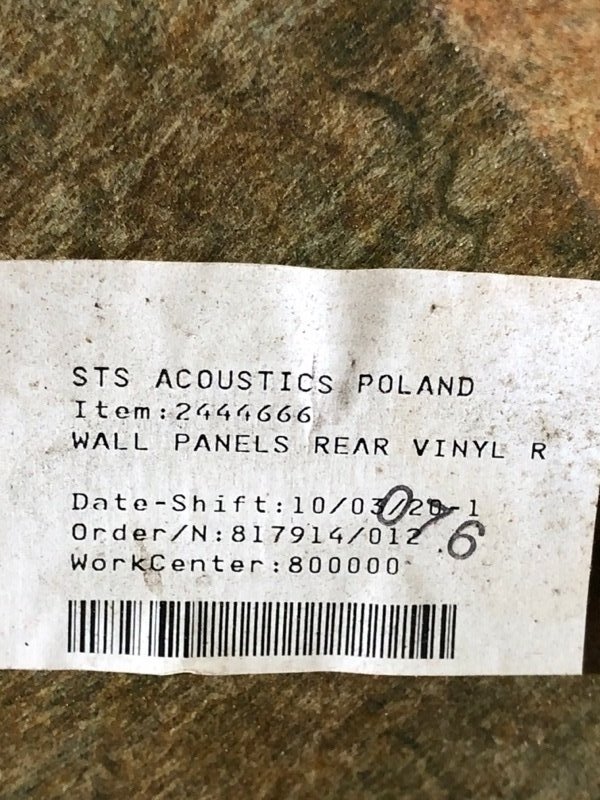 STS ACOUSTICS POLAND
Item:2444666
WALL PANELS REAR VINYL R
Date-Shift:10/03/20-1
Order/N:817914/012
076
WorkCenter:800000